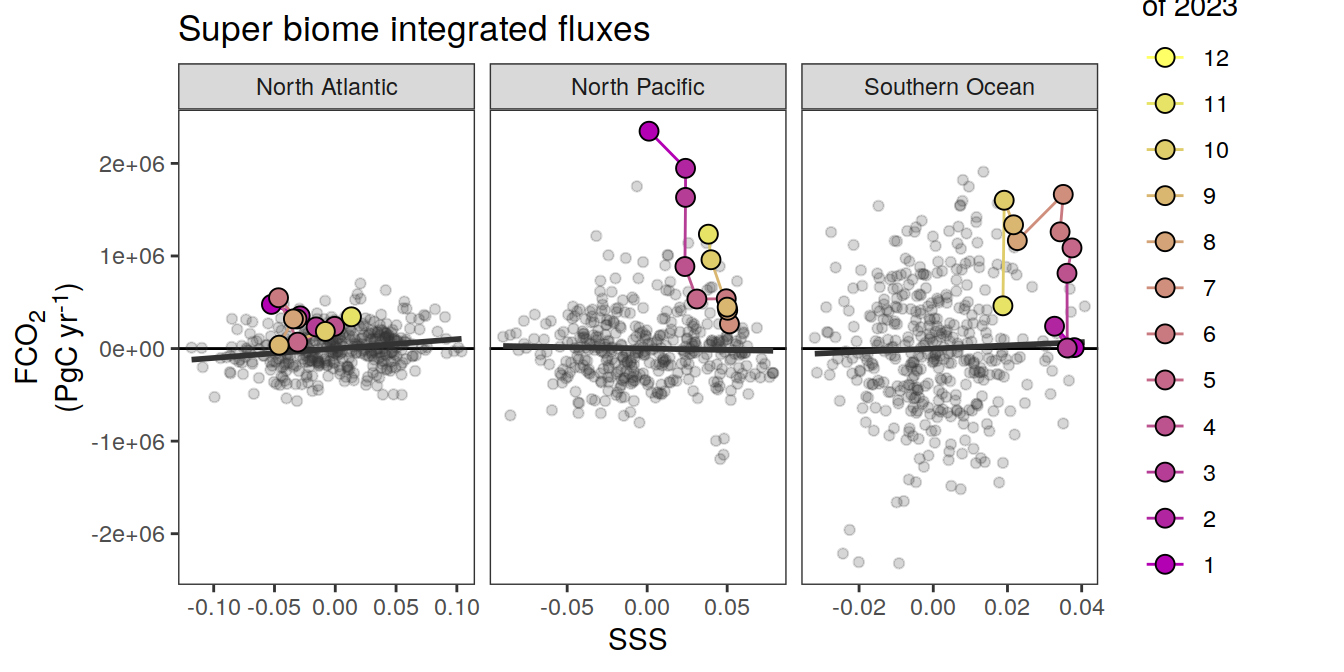 Super biome integrated fluxes
of 2023
North Atlantic
North Pacific
Southern Ocean
12
11
10
9
8
7
6
5
4
3
2
1
2e+06
1e+06
0e+00
-1e+06
-2e+06
FCO₂
(PgC yr⁻¹)
-0.10 -0.05 0.00 0.05 0.10
-0.05 0.00 0.05
-0.02 0.00 0.02 0.04
SSS